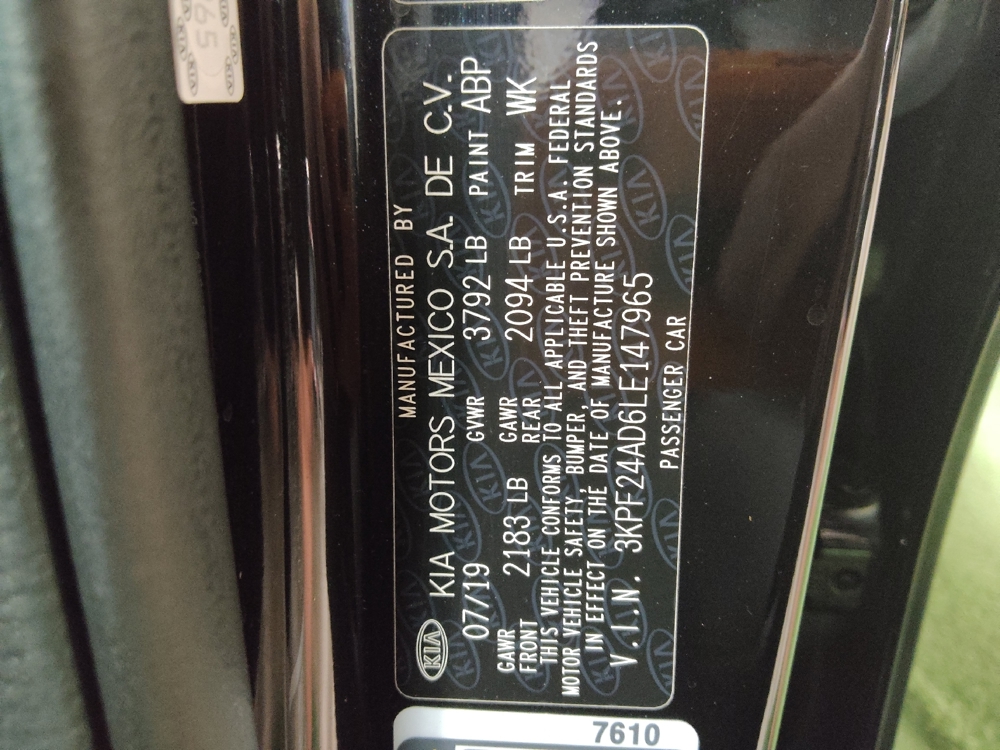 MANUFACTURED BY
KIA KIA MOTORS MEXICO S.A. DE C.V.
07/19 GVWR 3792 LB PAINT ABP
GAWR FRONT 2183 LB GAWR REAR 2094 LB TRIM WK
THIS VEHICLE CONFORMS TO ALL APPLICABLE U.S.A. FEDERAL
MOTOR VEHICLE SAFETY, BUMPER, AND THEFT PREVENTION STANDARDS
IN EFFECT ON THE DATE OF MANUFACTURE SHOWN ABOVE.
V.I.N. 3KPF24AD6LE147965
PASSENGER CAR
7610